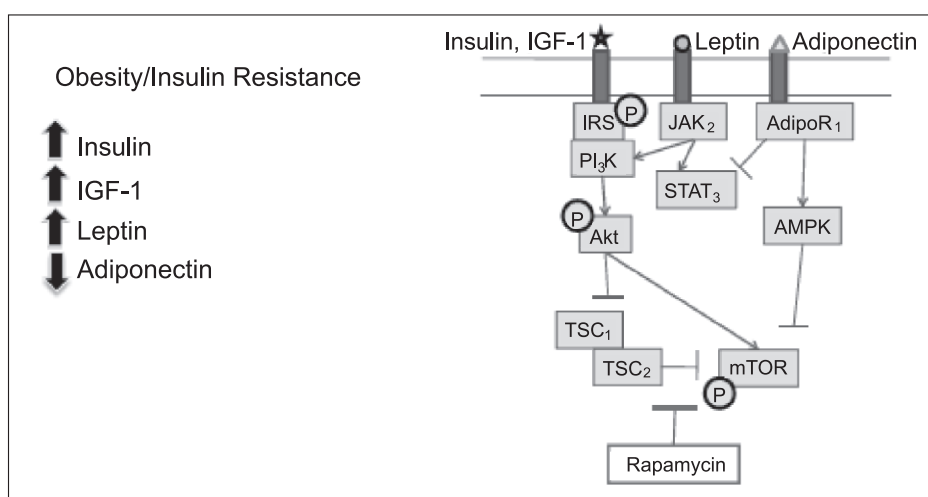 Obesity/Insulin Resistance
Insulin
IGF-1
Leptin
Adiponectin
Insulin, IGF-1
Leptin
Adiponectin
IRS
P
JAK₂
AdipoR₁
PI₃K
STAT₃
P
Akt
AMPK
TSC₁
TSC₂
mTOR
P
Rapamycin